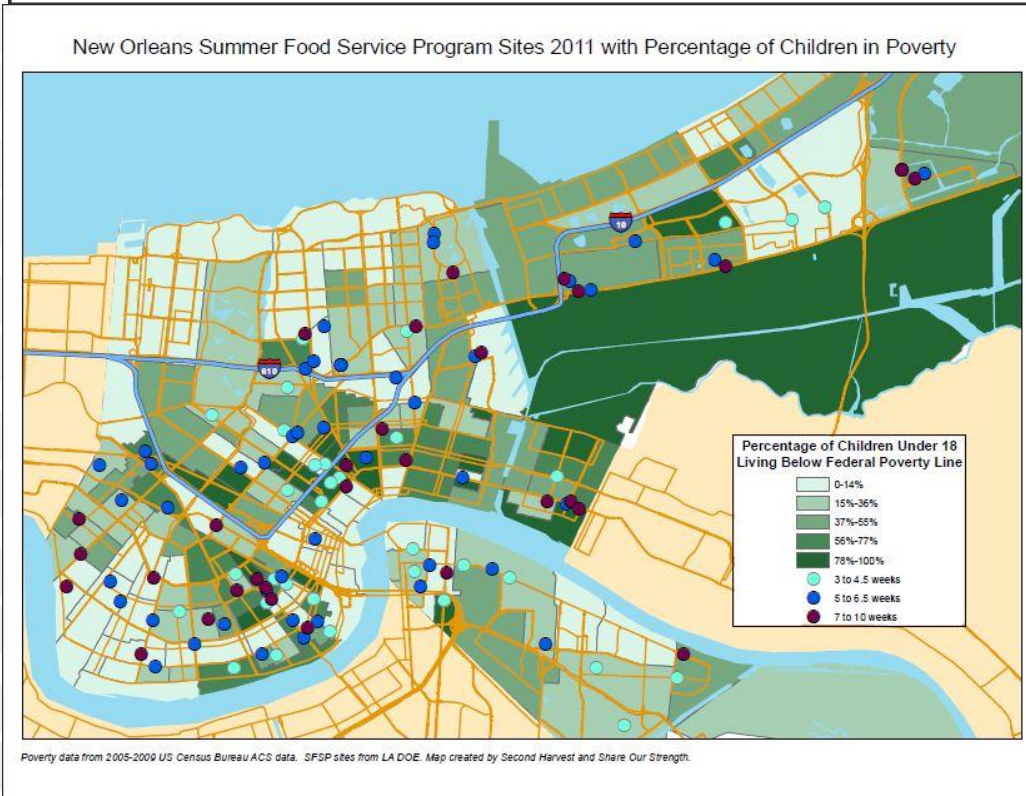 New Orleans Summer Food Service Program Sites 2011 with Percentage of Children in Poverty
10
610
Percentage of Children Under 18
Living Below Federal Poverty Line
0-14%
15%-36%
37%-55%
56%-77%
78%-100%
3 to 4.5 weeks
5 to 6.5 weeks
7 to 10 weeks
Poverty data from 2005-2009 US Census Bureau ACS data. SFSP sites from LA DOE. Map created by Second Harvest and Share Our Strength.